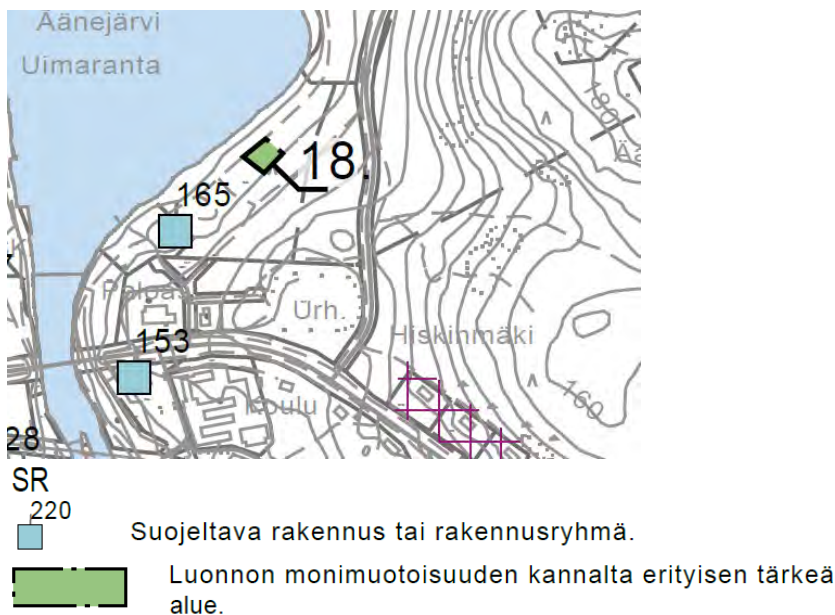 Äänejärvi
Uimaranta
180
18.
165
Urh.
153
Hiskinmäki
Koulu
160
28
SR
220
Suojeltava rakennus tai rakennusryhmä.
Luonnon monimuotoisuuden kannalta erityisen tärkeä
alue.